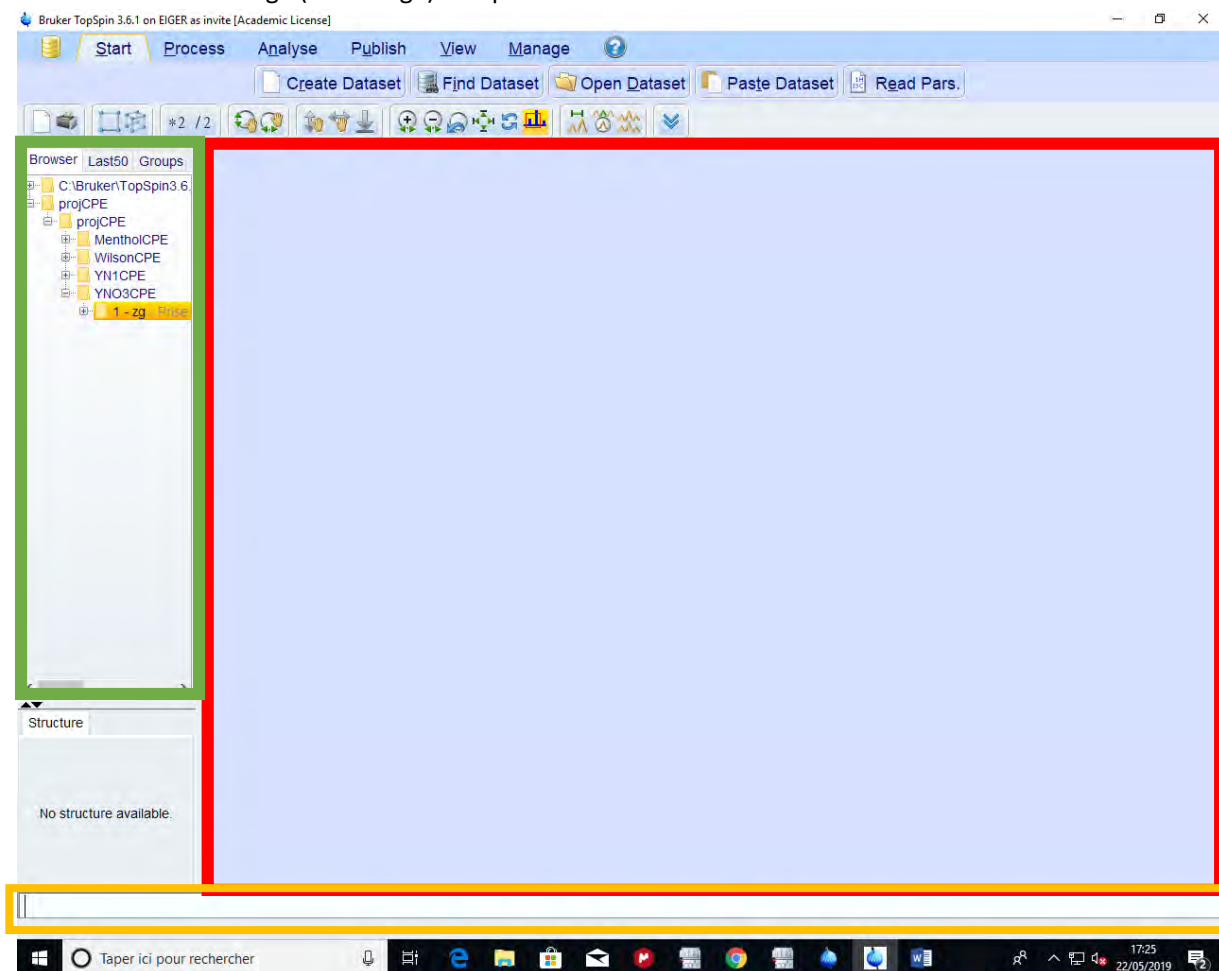 Bruker TopSpin 3.6.1 on EIGER as invite [Academic License]
Start Process Analyse Publish View Manage
Create Dataset Find Dataset Open Dataset Paste Dataset Read Pars.
*2 /2
Browser Last50 Groups
C:\Bruker\TopSpin3.6.
projCPE
projCPE
MentholCPE
WilsonCPE
YN1CPE
YNO3CPE
1 - zg
Structure
No structure available.
Taper ici pour rechercher
17:25
22/05/2019
2